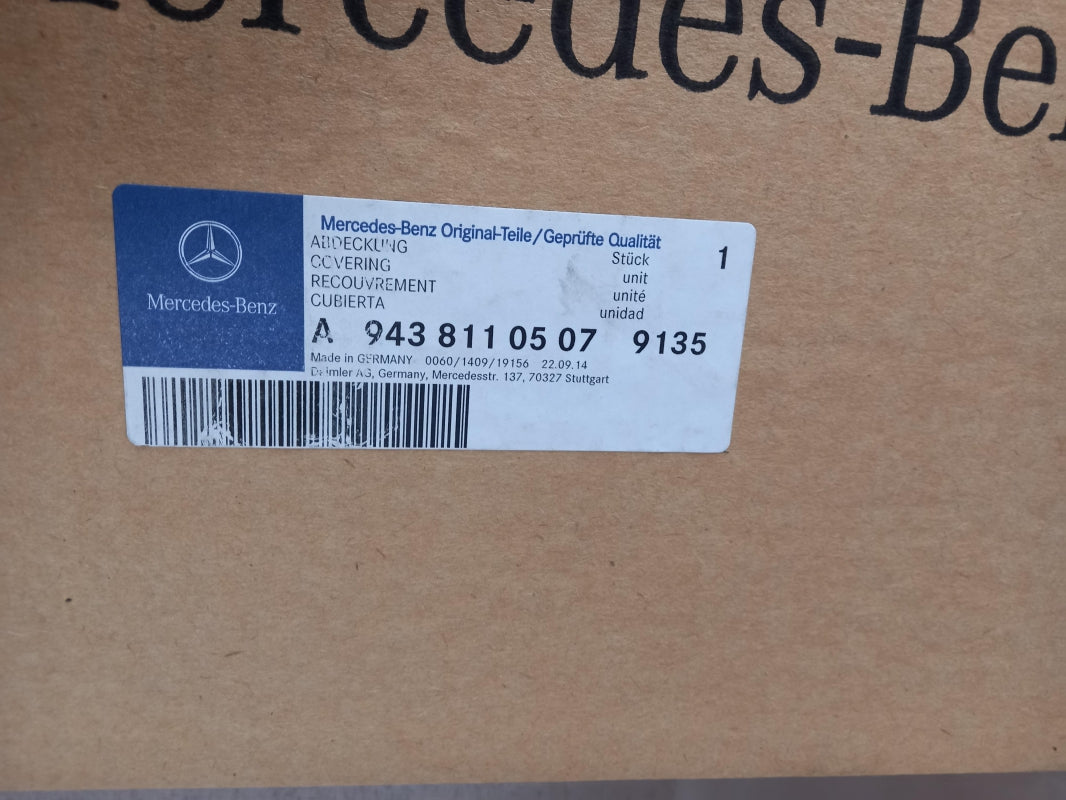 Mercedes-Be
Mercedes-Benz
Mercedes-Benz Original-Teile/Geprüfte Qualität
ABDECKUNG Stück 1
COVERING unit
RECOUVREMENT unité
CUBIERTA unidad
A 943 811 05 07 9135
Made in GERMANY 0060/1409/19156 22.09.14
Daimler AG, Germany, Mercedesstr. 137, 70327 Stuttgart